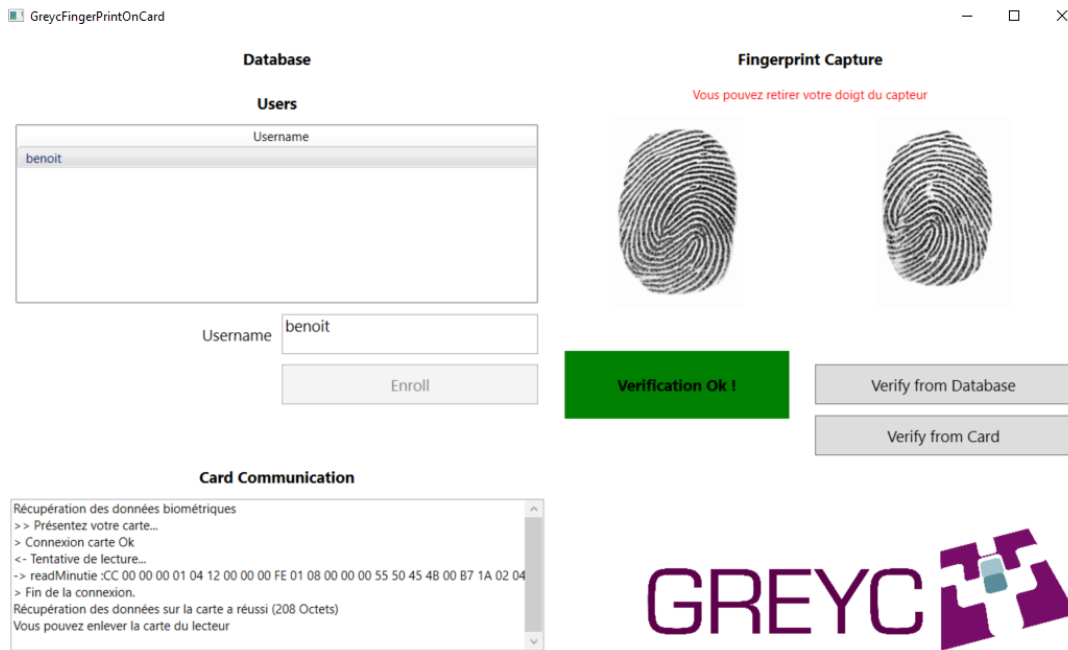 GreycFingerPrintOnCard
Database
Users
Username
benoit
Username
benoit
Enroll
Fingerprint Capture
Vous pouvez retirer votre doigt du capteur
Verification Ok !
Verify from Database
Verify from Card
Card Communication
Récupération des données biométriques
>> Présentez votre carte...
> Connexion carte Ok
<- Tentative de lecture...
-> readMinutie :CC 00 00 00 01 04 12 00 00 00 FE 01 08 00 00 00 55 50 45 4B 00 B7 1A 02 04
> Fin de la connexion.
Récupération des données sur la carte a réussi (208 Octets)
Vous pouvez enlever la carte du lecteur
GREYC